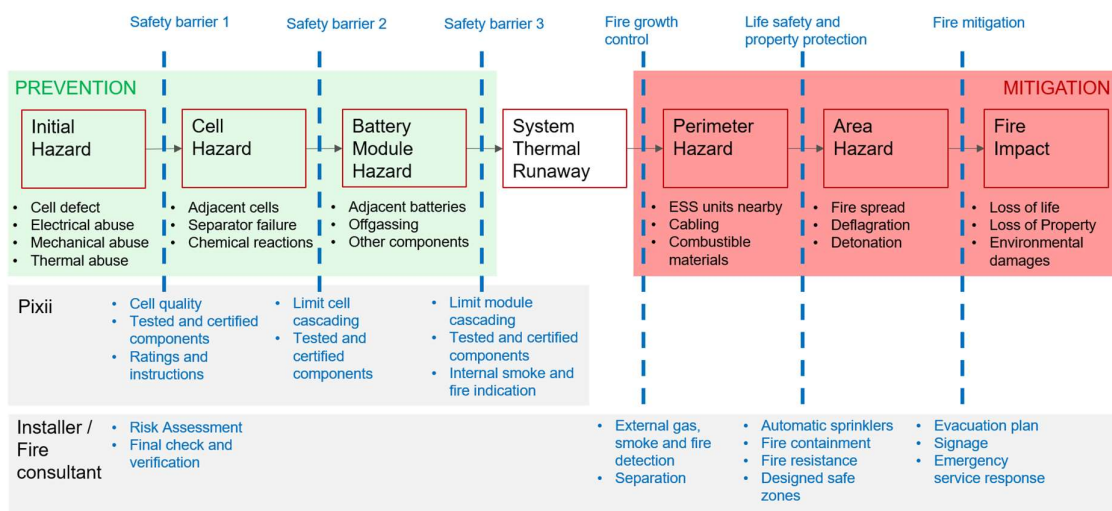 Safety barrier 1
Safety barrier 2
Safety barrier 3
Fire growth
control
Life safety and
property protection
Fire mitigation
PREVENTION
MITIGATION
Initial
Hazard
Cell
Hazard
Battery
Module
Hazard
System
Thermal
Runaway
Perimeter
Hazard
Area
Hazard
Fire
Impact
• Cell defect
• Electrical abuse
• Mechanical abuse
• Thermal abuse
• Adjacent cells
• Separator failure
• Chemical reactions
• Adjacent batteries
• Offgassing
• Other components
• ESS units nearby
• Cabling
• Combustible
materials
• Fire spread
• Deflagration
• Detonation
• Loss of life
• Loss of Property
• Environmental
damages
Pixii
• Cell quality
• Tested and certified
components
• Ratings and
instructions
• Limit cell
cascading
• Tested and
certified
components
• Limit module
cascading
• Tested and certified
components
• Internal smoke and
fire indication
Installer /
Fire
consultant
• Risk Assessment
• Final check and
verification
• External gas,
smoke and fire
detection
• Separation
• Automatic sprinklers
• Fire containment
• Fire resistance
• Designed safe
zones
• Evacuation plan
• Signage
• Emergency
service response